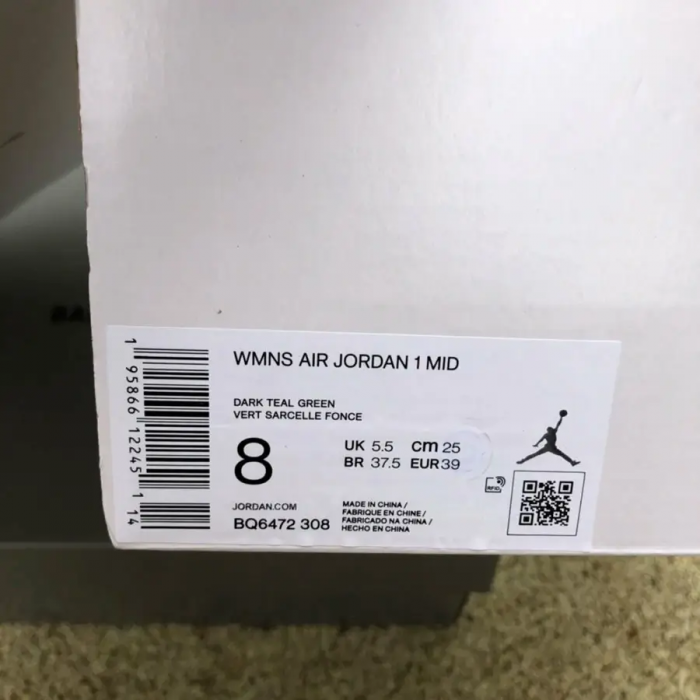 WMNS AIR JORDAN 1 MID
DARK TEAL GREEN
VERT SARCELLE FONCE
8
UK 5.5 cm 25
BR 37.5 EUR 39
JORDAN.COM
BQ6472 308
MADE IN CHINA /
FABRIQUE EN CHINE /
FABRICADO NA CHINA /
HECHO EN CHINA
RFID
1 95866 12245 1 14